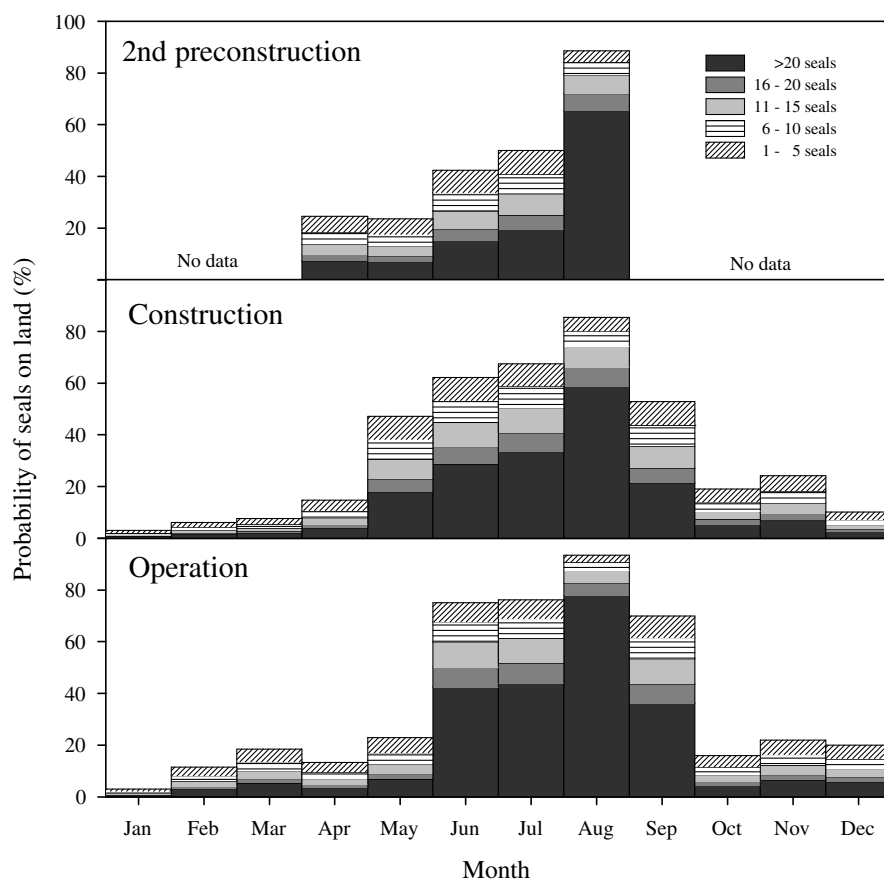 Probability of seals on land (%)
100
80
60
40
20
2nd preconstruction
>20 seals
16 - 20 seals
11 - 15 seals
6 - 10 seals
1 - 5 seals
No data
No data
80
60
40
20
0
Construction
80
60
40
20
0
Operation
Jan Feb Mar Apr May Jun Jul Aug Sep Oct Nov Dec
Month